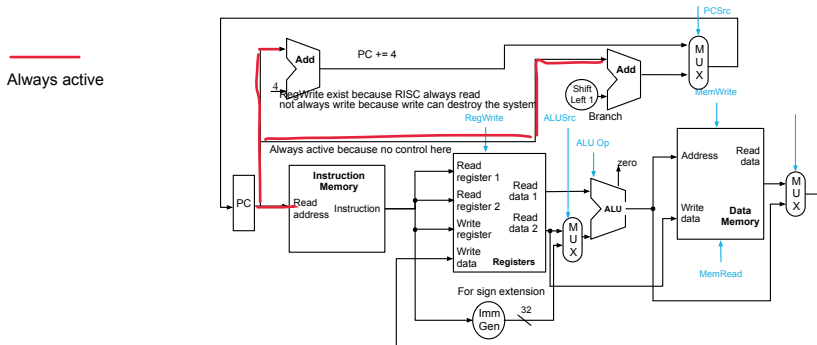 PCSrc
Always active
Add
PC += 4
M
U
X
Add
4
RegWrite exist because RISC always read
not always write because write can destroy the system
Shift
Left 1
Branch
MemWrite
RegWrite
ALUSrc
ALU Op
zero
Always active because no control here
Instruction
Memory
Read
address
Instruction
PC
Read
register 1
Read
register 2
Write
register
Write
data
Read
data 1
Read
data 2
Registers
M
U
X
ALU
Address
Read
data
Write
data
Data
Memory
M
U
X
MemRead
For sign extension
Imm
Gen
32